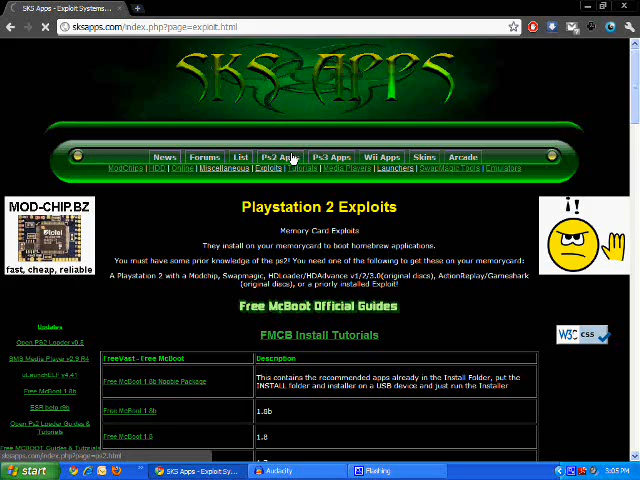 SKS Apps - Exploit Systems...
sksapps.com/index.php?page=exploit.html
SKS APPS
News Forums List Ps2 Apps Ps3 Apps Wii Apps Skins Arcade
ModChips | HDD | Online | Miscellaneous | Exploits | Tutorials | Media Players | Launchers | SwapMagic Tools | Emulators
MOD-CHIP.BZ
fast, cheap, reliable
Playstation 2 Exploits
Memory Card Exploits
They install on your memorycard to boot homebrew applications.
You must have some prior knowledge of the ps2! You need one of following to get these on your memorycard:
A Playstation 2 with a Modchip, Swapmagic, HDLoader/HDAdvance v1/2/3.0(original discs), ActionReplay/Gameshark
(original discs), or a priorly installed Exploit!
Free McBoot Official Guides
FMCB Install Tutorials
¡!
W3C css
Updates
Open PS2 Loader v0.8
SMS Media Player v2.9 R4
uLaunchELF v4.41
Free McBoot 1.8b
ESR beta r9b
Open Ps2 Loader Guides &
Tutorials
Free McBOOT Guides & Tutorials
FreeVast - Free McBoot Description
Free McBoot 1.8b Noobie Package
This contains the recommended apps already in the Install Folder, put the
INSTALL folder and installer on a USB device and just run the Installer
Free McBoot 1.8b 1.8b
Free McBoot 1.8 1.8
sksapps.com/index.php?page=ps2.html
start
SKS Apps - Exploit Sy...
Audacity
Flashing
3:05 PM